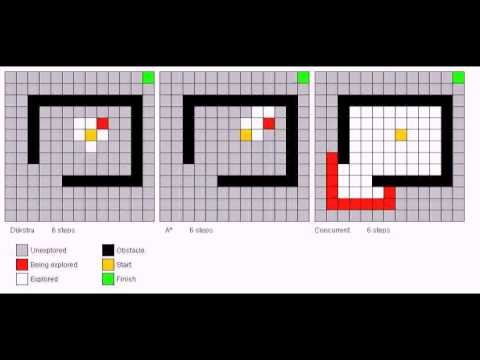 Dijkstra 6 steps
A* 6 steps
Concurrent 6 steps
Unexplored
Obstacle
Being explored
Start
Explored
Finish